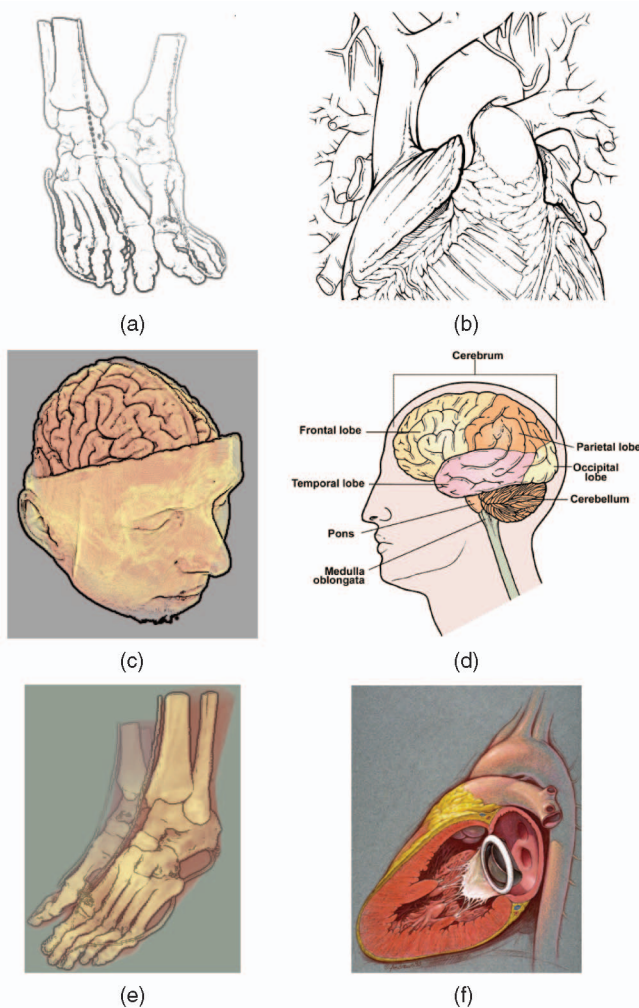 (a)
(b)
Cerebrum
Frontal lobe
Parietal lobe
Occipital
lobe
Temporal lobe
Cerebellum
Pons
Medulla
oblongata
(c)
(d)
(e)
(f)